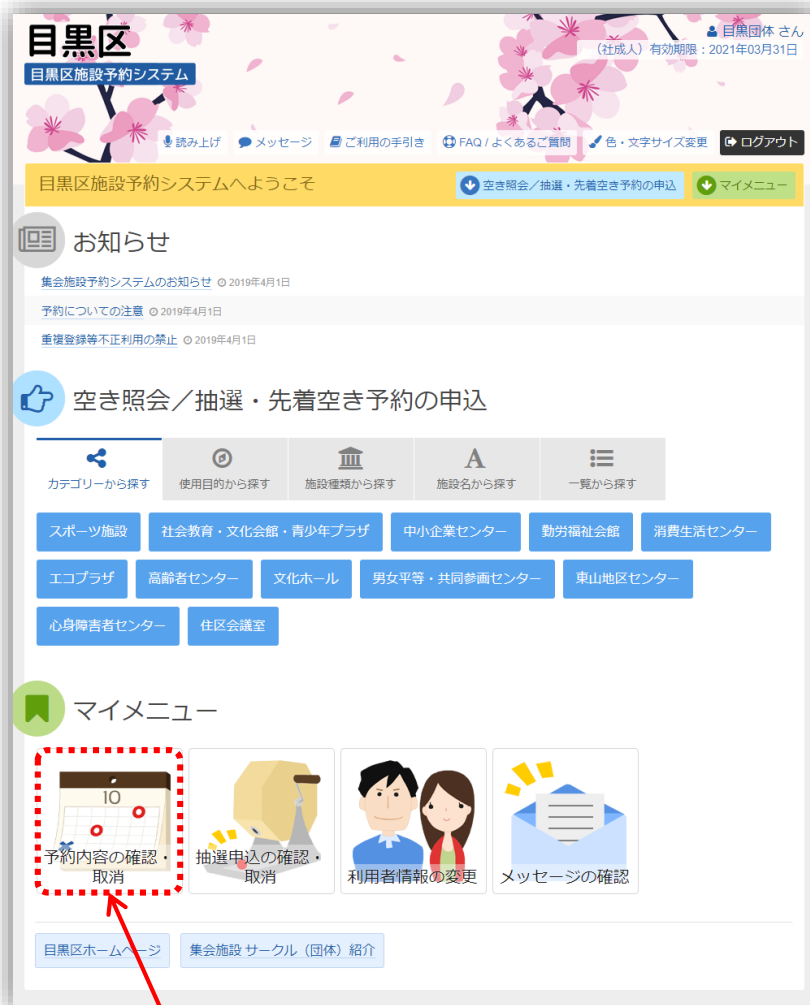 目黒区
目黒区施設予約システム
目黒団体 さん
（社成人）有効期限：2021年03月31日
読み上げ メッセージ ご利用の手引き FAQ / よくあるご質問 色・文字サイズ変更 ログアウト
目黒区施設予約システムへようこそ 空き照会／抽選・先着空き予約の申込 マイメニュー
お知らせ
集会施設予約システムのお知らせ 2019年4月1日
予約についての注意 2019年4月1日
重複登録等不正利用の禁止 2019年4月1日
空き照会／抽選・先着空き予約の申込
カテゴリーから探す 使用目的から探す 施設種類から探す A 施設名から探す 一覧から探す
スポーツ施設 社会教育・文化会館・青少年プラザ 中小企業センター 勤労福祉会館 消費生活センター
エコプラザ 高齢者センター 文化ホール 男女平等・共同参画センター 東山地区センター
心身障害者センター 住区会議室
マイメニュー
10
予約内容の確認・
取消
抽選申込の確認・
取消
利用者情報の変更
メッセージの確認
目黒区ホームページ 集会施設 サークル（団体）紹介